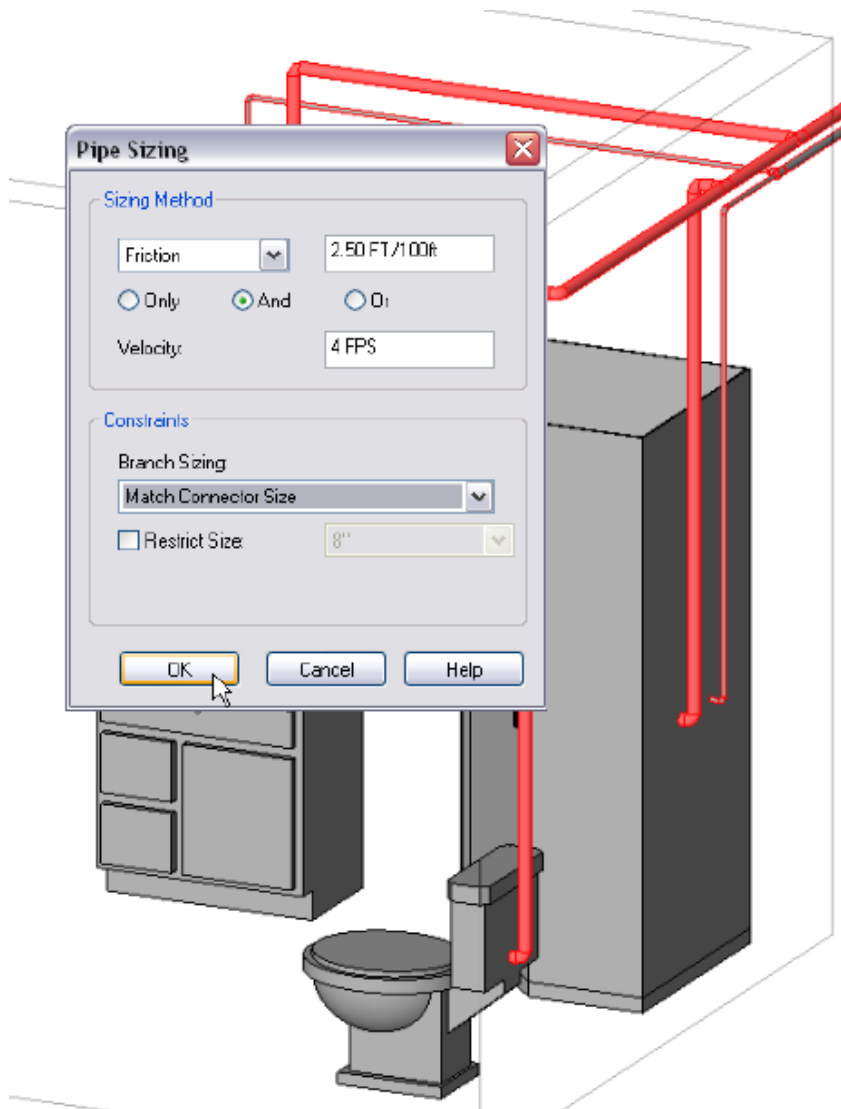 Pipe Sizing
Sizing Method
Friction 2.50 FT/100ft
Only And Or
Velocity: 4 FPS
Constraints
Branch Sizing:
Match Connector Size
Restrict Size: 8"
OK Cancel Help